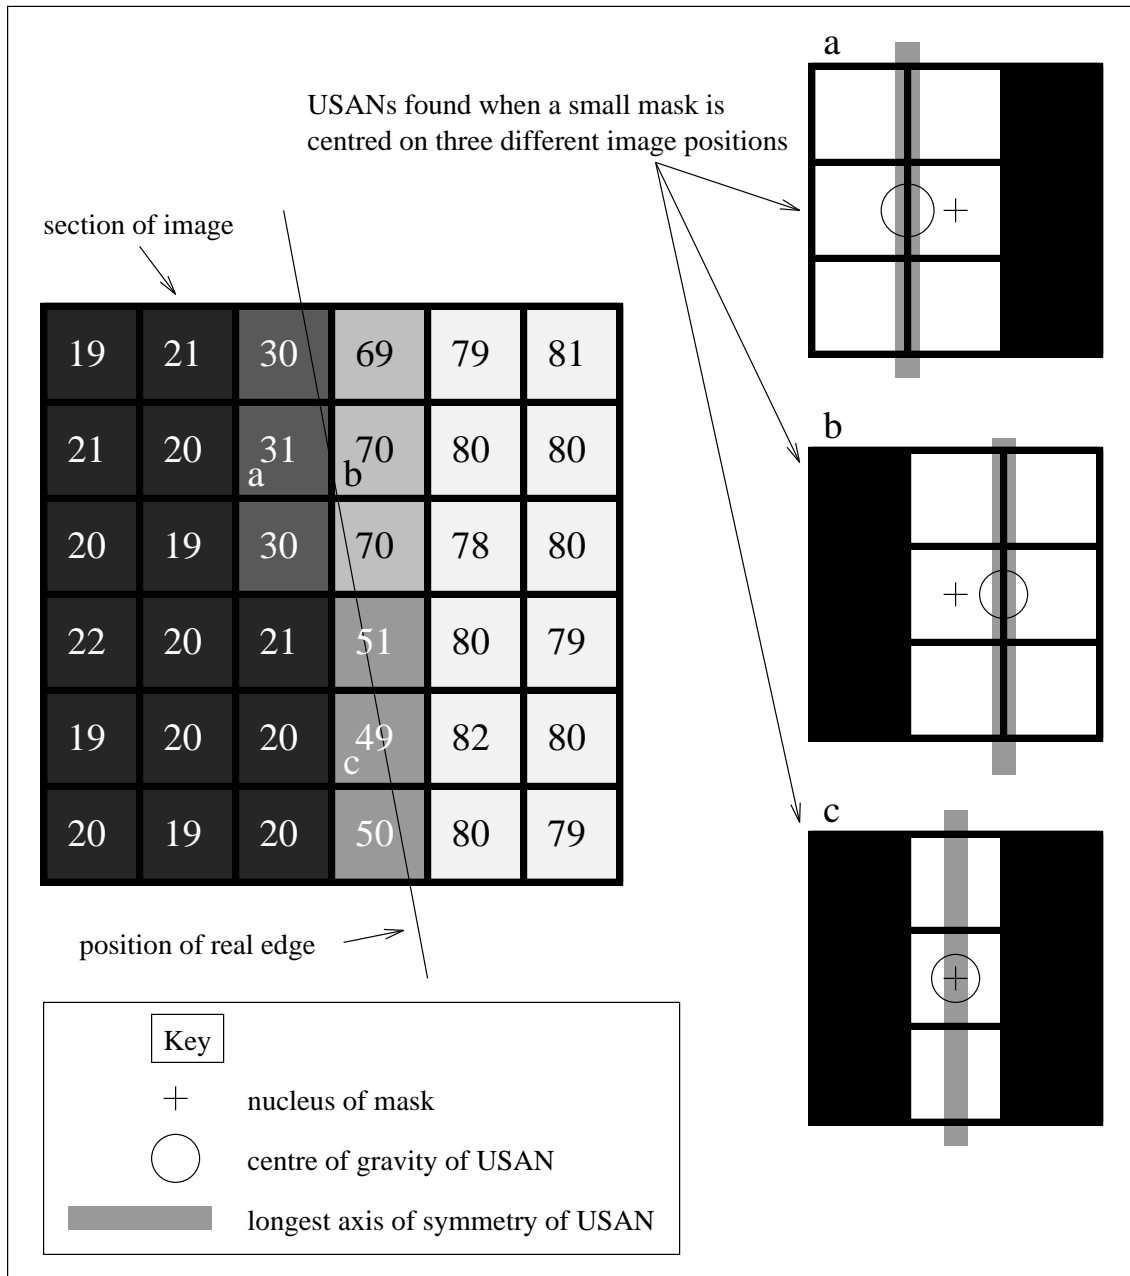 a
USANs found when a small mask is
centred on three different image positions
section of image
19 21 30 69 79 81
21 20 31 70 80 80
a b
20 19 30 70 78 80
22 20 21 51 80 79
19 20 20 49 82 80
c
20 19 20 50 80 79
b
c
position of real edge
Key
nucleus of mask
centre of gravity of USAN
longest axis of symmetry of USAN